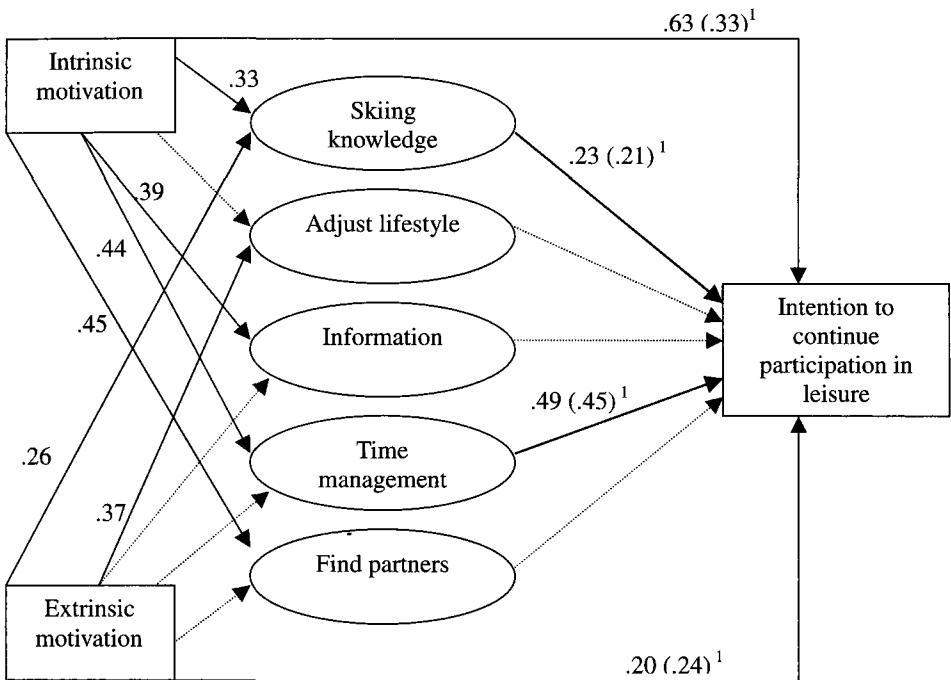 .63 (.33)¹
Intrinsic
motivation
.33
Skiing
knowledge
.23 (.21)¹
.39
Adjust lifestyle
.44
Intention to
continue
participation in
leisure
.45
Information
.49 (.45)¹
.26
Time
management
.37
Find partners
Extrinsic
motivation
.20 (.24)¹